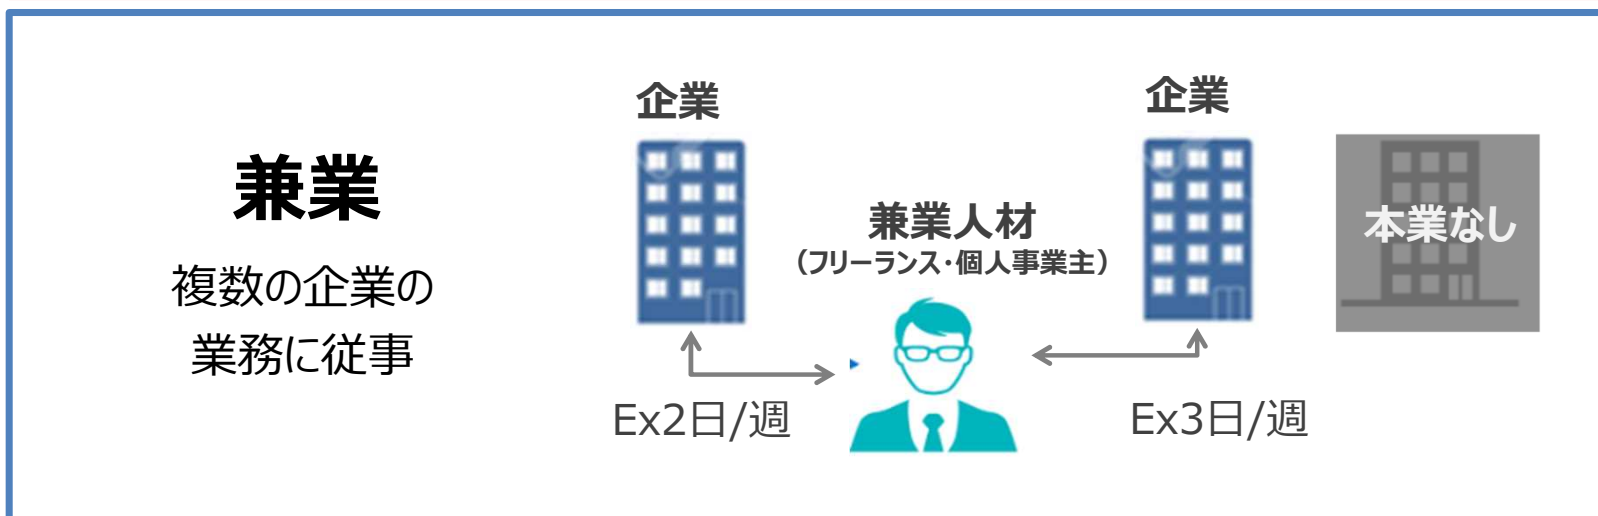 兼業
複数の企業の
業務に従事
企業
企業
兼業人材
（フリーランス・個人事業主）
本業なし
Ex2日/週
Ex3日/週